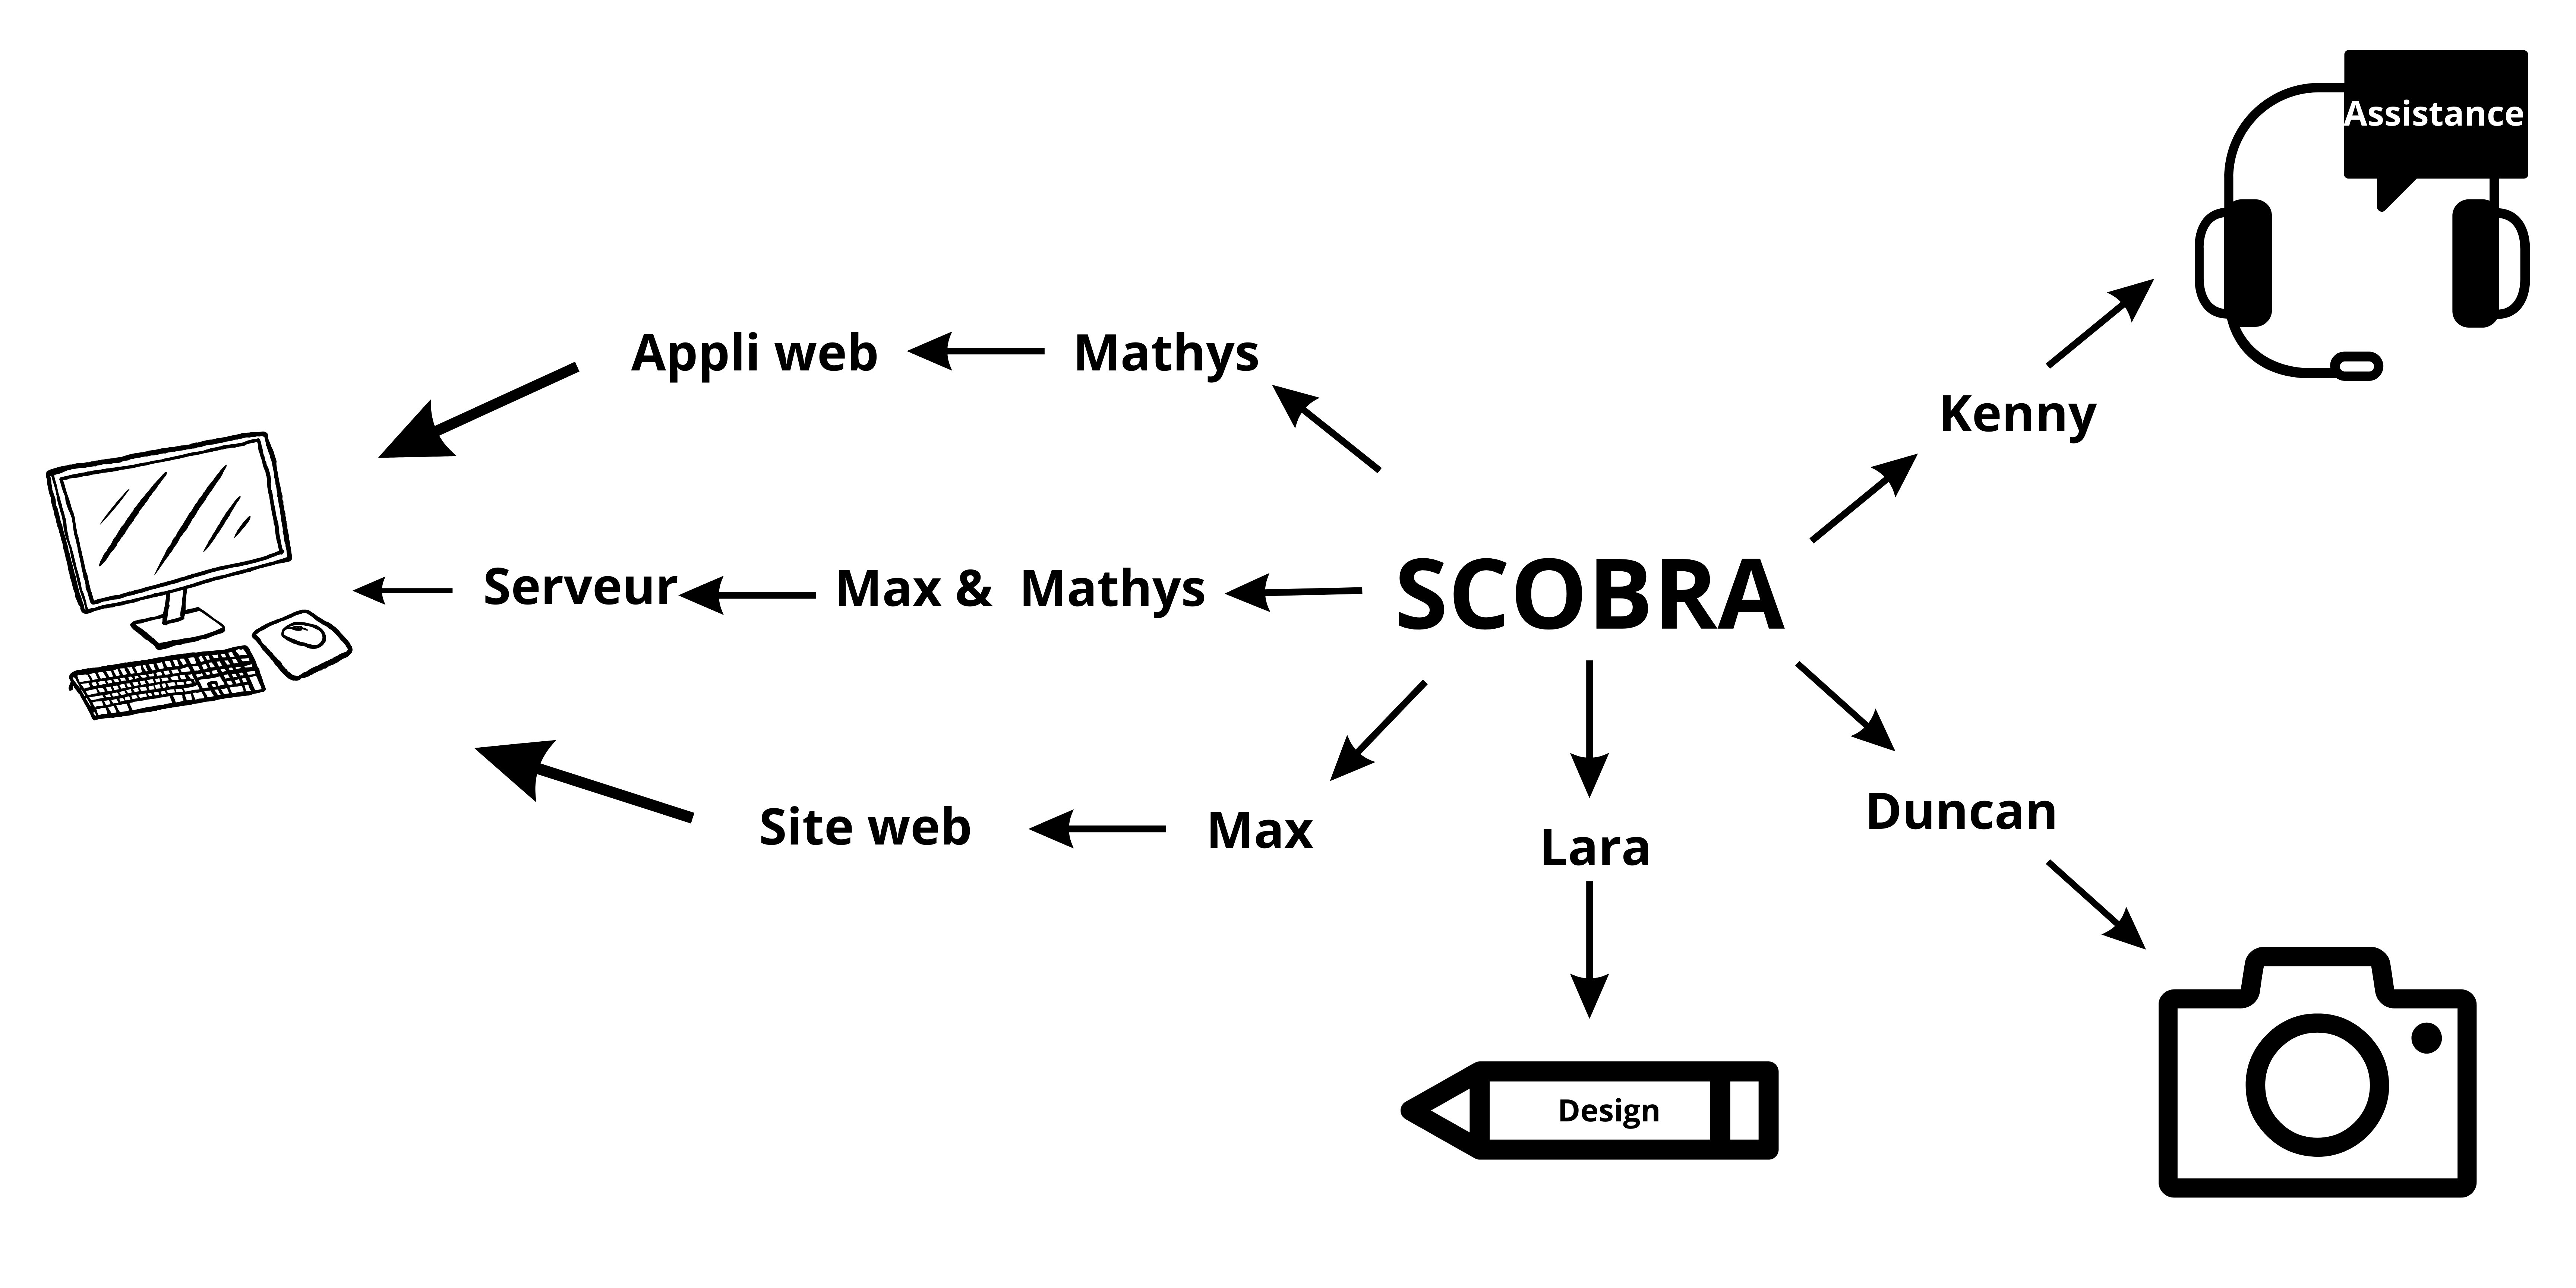 Assistance
Appli web
Mathys
Kenny
Serveur
Max & Mathys
SCOBRA
Site web
Max
Lara
Duncan
Design